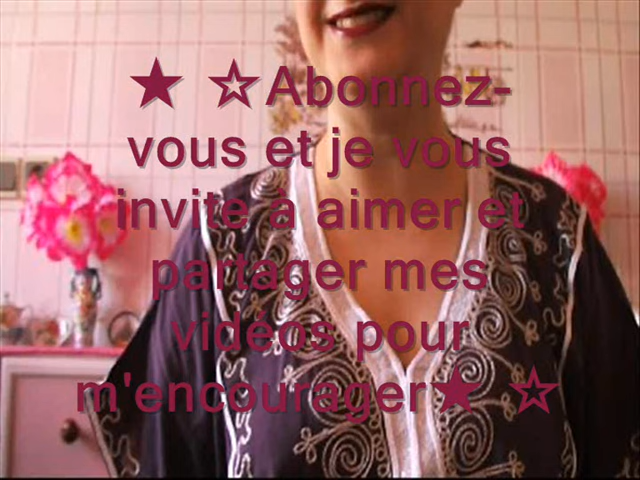 ★ ☆Abonnez-
vous et je vous
invite a aimer et
partager mes
vidéos pour
m'encourager★ ☆